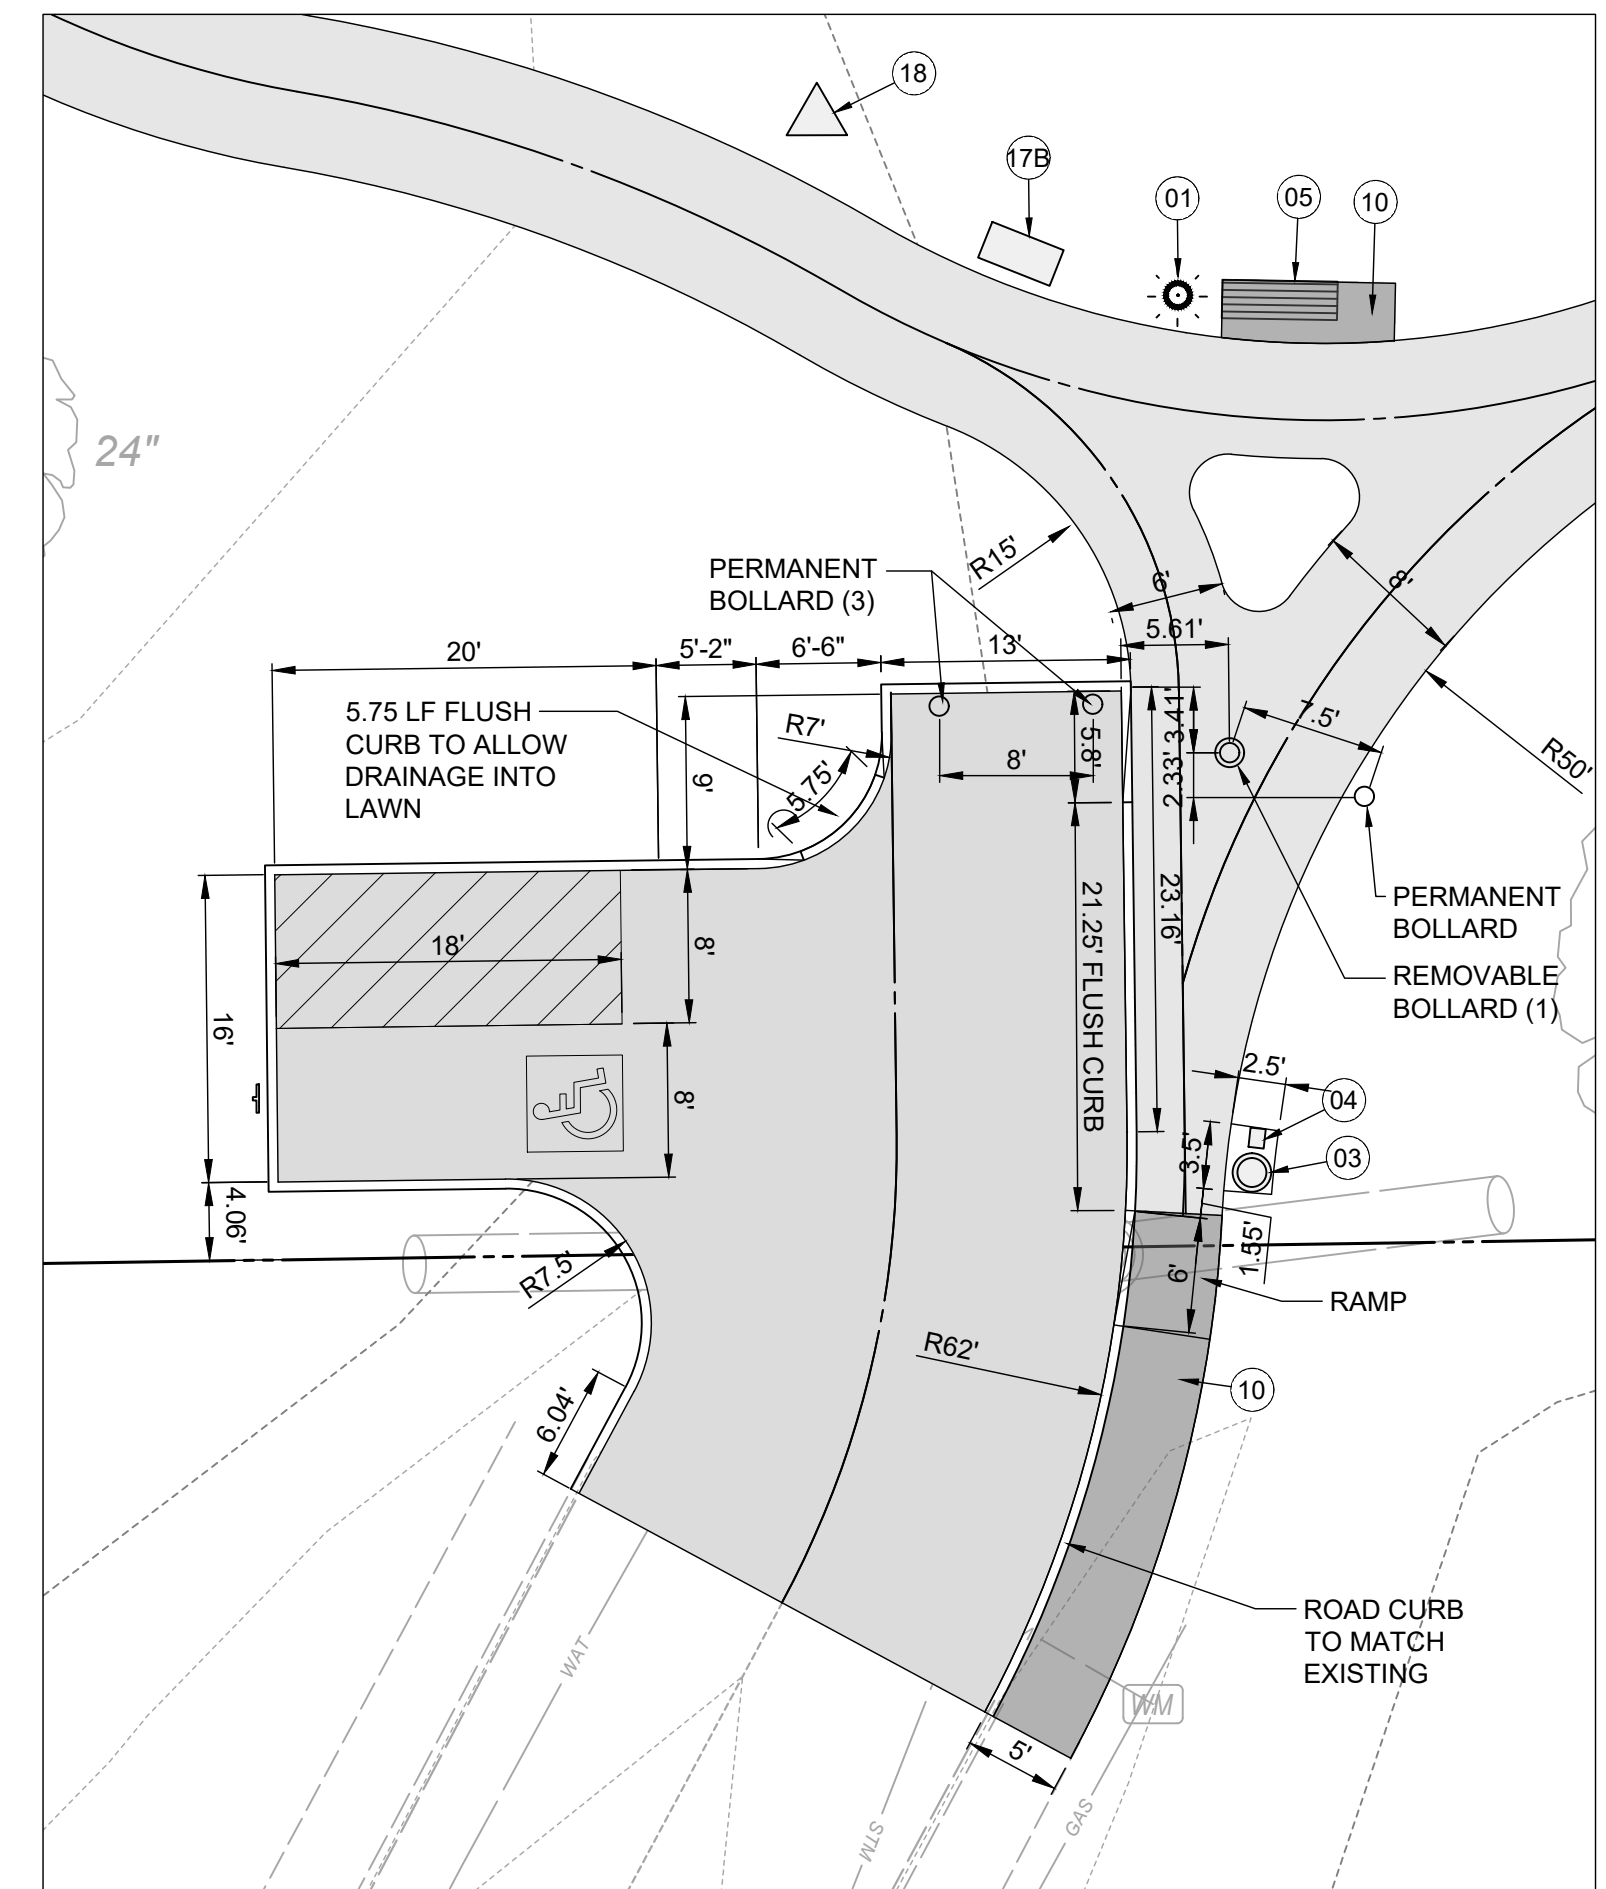 18
17B
01
05
10
24"
PERMANENT
BOLLARD (3)
R15'
6'
8'
5.61'
20'
5'-2"
6'-6"
13'
5.75 LF FLUSH
CURB TO ALLOW
DRAINAGE INTO
LAWN
R7'
5.75'
9'
8'
5.8'
3.41'
2.33'
7.5'
R50'
PERMANENT
BOLLARD
REMOVABLE
BOLLARD (1)
18'
8'
16'
8'
21.25' FLUSH CURB
23.16'
2.5'
04
03
3.5'
4.06'
R7.5'
1.55'
6'
RAMP
R62'
10
6.04'
ROAD CURB
TO MATCH
EXISTING
WAT
WM
5'
STM
GAS